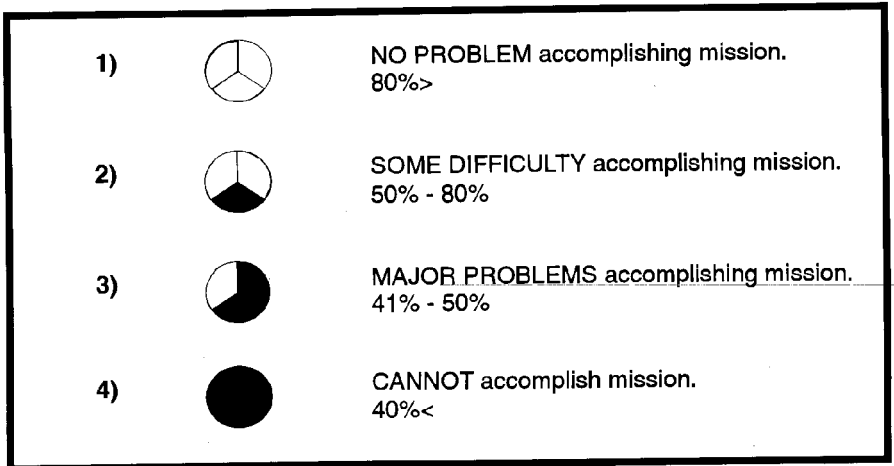 1) NO PROBLEM accomplishing mission.
80%>
2) SOME DIFFICULTY accomplishing mission.
50% - 80%
3) MAJOR PROBLEMS accomplishing mission.
41% - 50%
4) CANNOT accomplish mission.
40%<